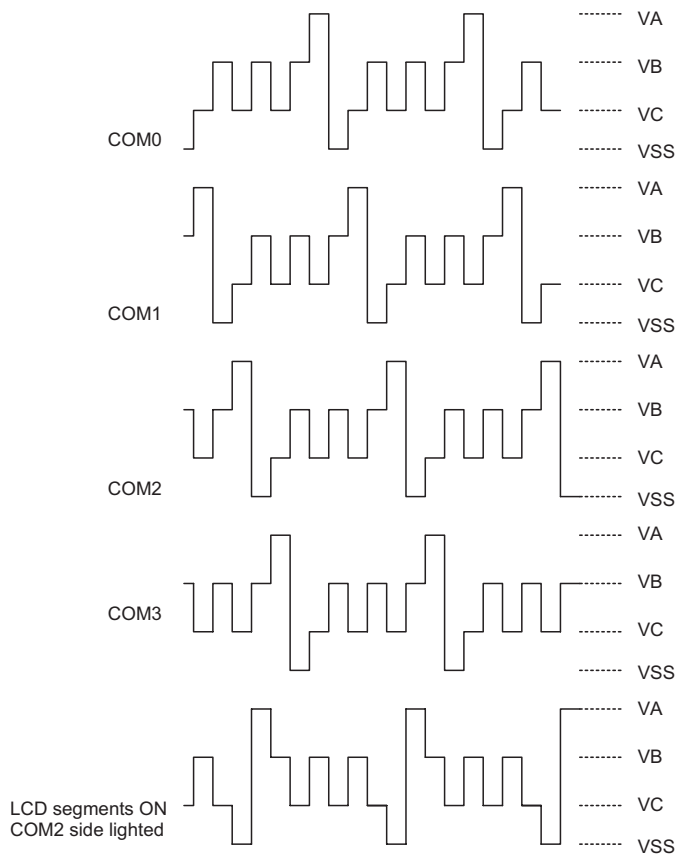 VA
VB
VC
COM0
VSS
VA
VB
VC
COM1
VSS
VA
VB
VC
COM2
VSS
VA
VB
COM3
VC
VSS
VA
VB
LCD segments ON
VC
COM2 side lighted
VSS